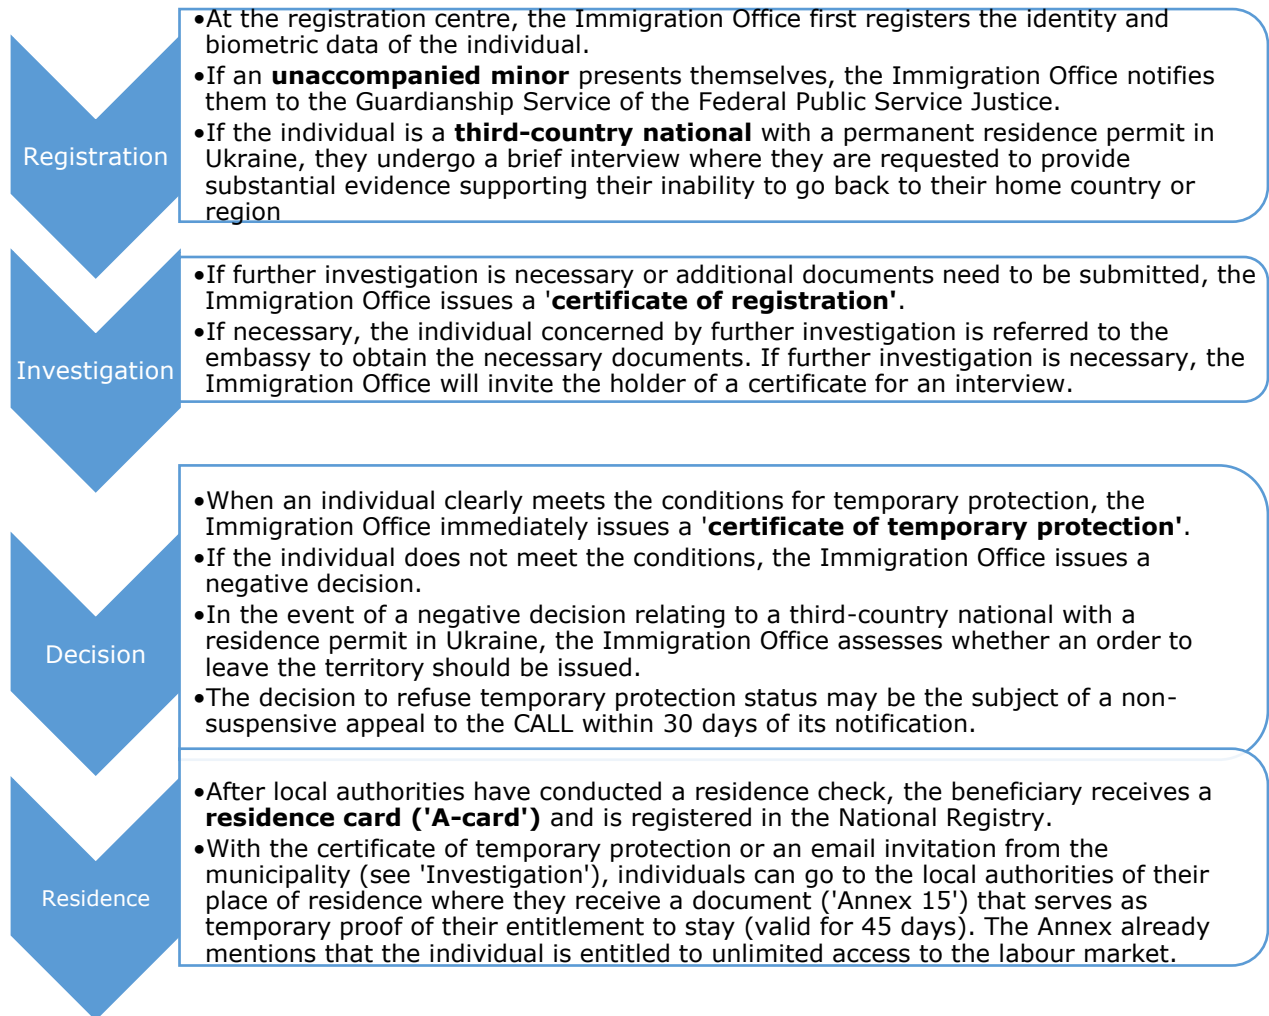 Registration
•At the registration centre, the Immigration Office first registers the identity and
biometric data of the individual.
•If an unaccompanied minor presents themselves, the Immigration Office notifies
them to the Guardianship Service of the Federal Public Service Justice.
•If the individual is a third-country national with a permanent residence permit in
Ukraine, they undergo a brief interview where they are requested to provide
substantial evidence supporting their inability to go back to their home country or
region
Investigation
•If further investigation is necessary or additional documents need to be submitted, the
Immigration Office issues a 'certificate of registration'.
•If necessary, the individual concerned by further investigation is referred to the
embassy to obtain the necessary documents. If further investigation is necessary, the
Immigration Office will invite the holder of a certificate for an interview.
Decision
•When an individual clearly meets the conditions for temporary protection, the
Immigration Office immediately issues a 'certificate of temporary protection'.
•If the individual does not meet the conditions, the Immigration Office issues a
negative decision.
•In the event of a negative decision relating to a third-country national with a
residence permit in Ukraine, the Immigration Office assesses whether an order to
leave the territory should be issued.
•The decision to refuse temporary protection status may be the subject of a non-
suspensive appeal to the CALL within 30 days of its notification.
Residence
•After local authorities have conducted a residence check, the beneficiary receives a
residence card ('A-card') and is registered in the National Registry.
•With the certificate of temporary protection or an email invitation from the
municipality (see 'Investigation'), individuals can go to the local authorities of their
place of residence where they receive a document ('Annex 15') that serves as
temporary proof of their entitlement to stay (valid for 45 days). The Annex already
mentions that the individual is entitled to unlimited access to the labour market.